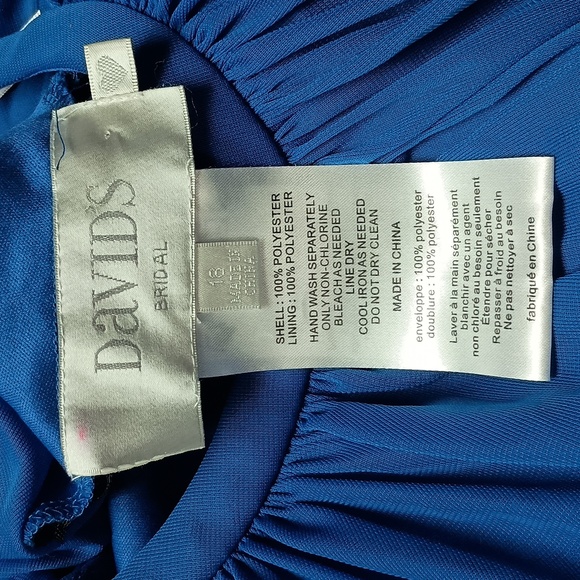 DAVID'S
BRIDAL
18
MADE IN
CHINA
SHELL : 100% POLYESTER
LINING : 100% POLYESTER
HAND WASH SEPARATELY
ONLY NON-CHLORINE
BLEACH AS NEEDED
LINE DRY
COOL IRON AS NEEDED
DO NOT DRY CLEAN
MADE IN CHINA
enveloppe : 100% polyester
doublure : 100% polyester
Laver à la main séparément
blanchir avec un agent
non chloré au besoin seulement
Étendre pour sécher
Repasser à froid au besoin
Ne pas nettoyer à sec
fabriqué en Chine